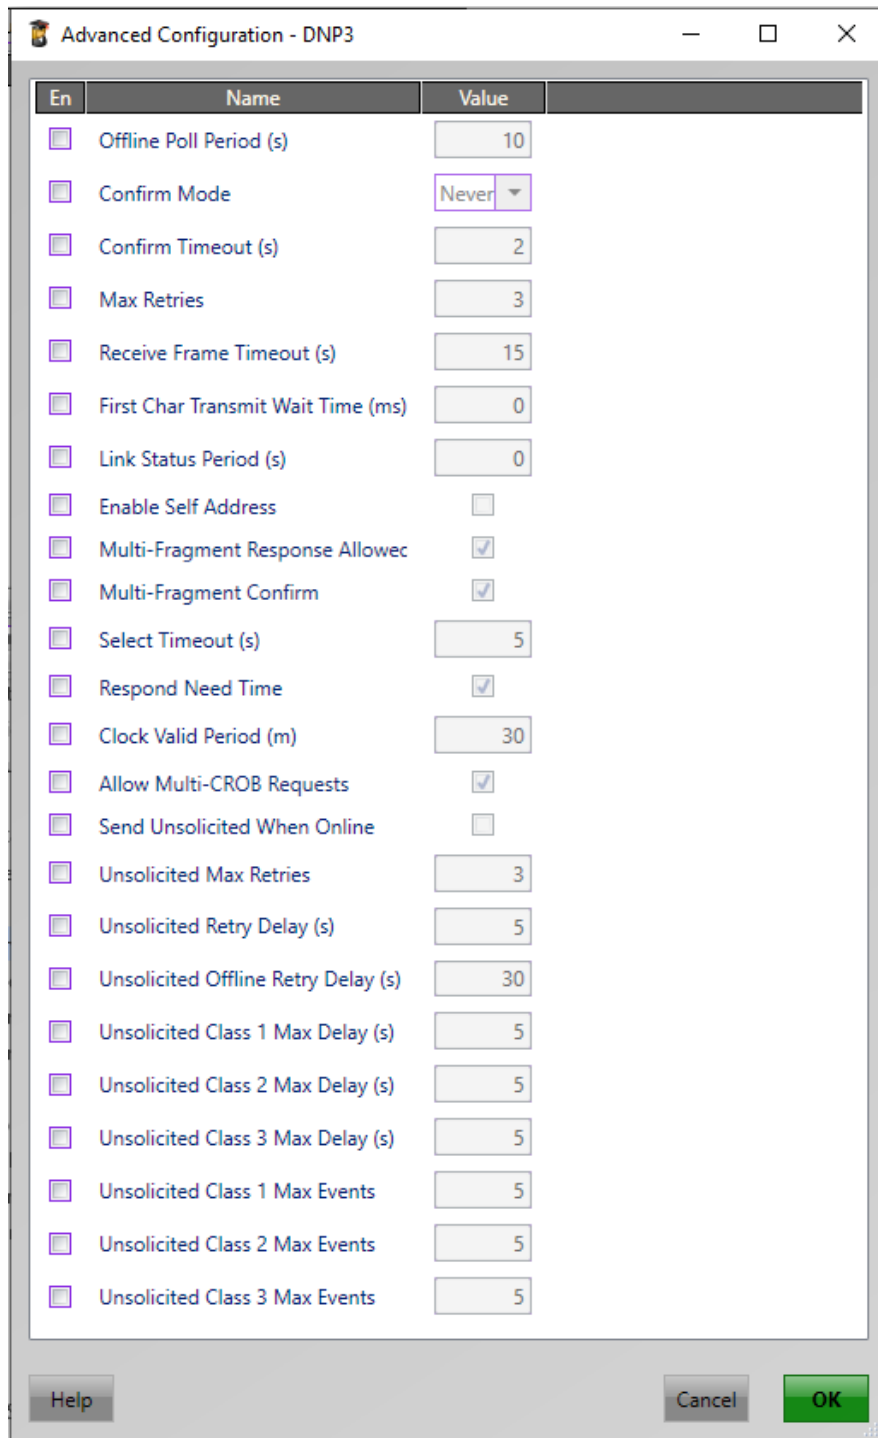 Advanced Configuration - DNP3
En Name Value
Offline Poll Period (s) 10
Confirm Mode Never
Confirm Timeout (s) 2
Max Retries 3
Receive Frame Timeout (s) 15
First Char Transmit Wait Time (ms) 0
Link Status Period (s) 0
Enable Self Address
Multi-Fragment Response Allowec
Multi-Fragment Confirm
Select Timeout (s) 5
Respond Need Time
Clock Valid Period (m) 30
Allow Multi-CROB Requests
Send Unsolicited When Online
Unsolicited Max Retries 3
Unsolicited Retry Delay (s) 5
Unsolicited Offline Retry Delay (s) 30
Unsolicited Class 1 Max Delay (s) 5
Unsolicited Class 2 Max Delay (s) 5
Unsolicited Class 3 Max Delay (s) 5
Unsolicited Class 1 Max Events 5
Unsolicited Class 2 Max Events 5
Unsolicited Class 3 Max Events 5
Help Cancel OK